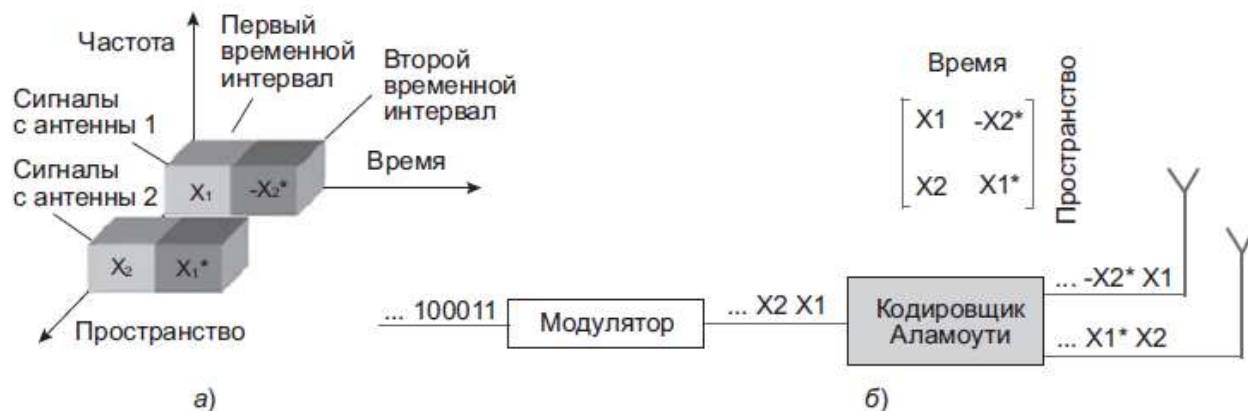 Частота
Первый
временной
интервал
Второй
временной
интервал
Сигналы
с антенны 1
Сигналы
с антенны 2
Время
X₁ -X₂*
X₂ X₁*
Пространство
а)
Время
X1 -X2*
X2 X1*
Пространство
... 100011
Модулятор
... X2 X1
Кодировщик
Аламоути
... -X2* X1
... X1* X2
б)